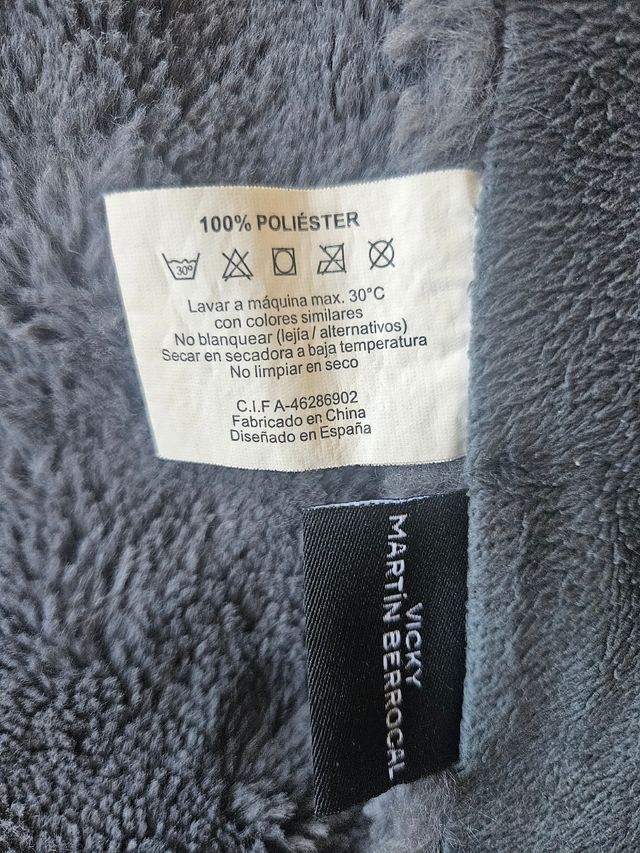 100% POLIÉSTER
30º
Lavar a máquina max. 30°C
con colores similares
No blanquear (lejía / alternativos)
Secar en secadora a baja temperatura
No limpiar en seco
C.I.F A-46286902
Fabricado en China
Diseñado en España
VICKY
MARTÍN BERROCAL